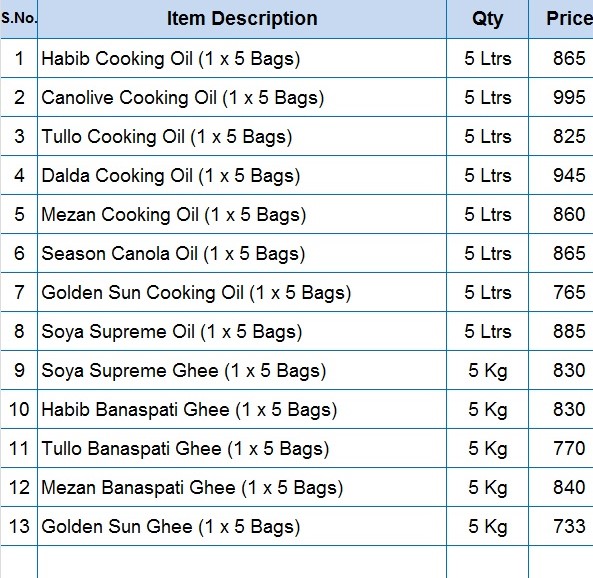 S.No. Item Description Qty Price
1 Habib Cooking Oil (1 x 5 Bags) 5 Ltrs 865
2 Canolive Cooking Oil (1 x 5 Bags) 5 Ltrs 995
3 Tullo Cooking Oil (1 x 5 Bags) 5 Ltrs 825
4 Dalda Cooking Oil (1 x 5 Bags) 5 Ltrs 945
5 Mezan Cooking Oil (1 x 5 Bags) 5 Ltrs 860
6 Season Canola Oil (1 x 5 Bags) 5 Ltrs 865
7 Golden Sun Cooking Oil (1 x 5 Bags) 5 Ltrs 765
8 Soya Supreme Oil (1 x 5 Bags) 5 Ltrs 885
9 Soya Supreme Ghee (1 x 5 Bags) 5 Kg 830
10 Habib Banaspati Ghee (1 x 5 Bags) 5 Kg 830
11 Tullo Banaspati Ghee (1 x 5 Bags) 5 Kg 770
12 Mezan Banaspati Ghee (1 x 5 Bags) 5 Kg 840
13 Golden Sun Ghee (1 x 5 Bags) 5 Kg 733